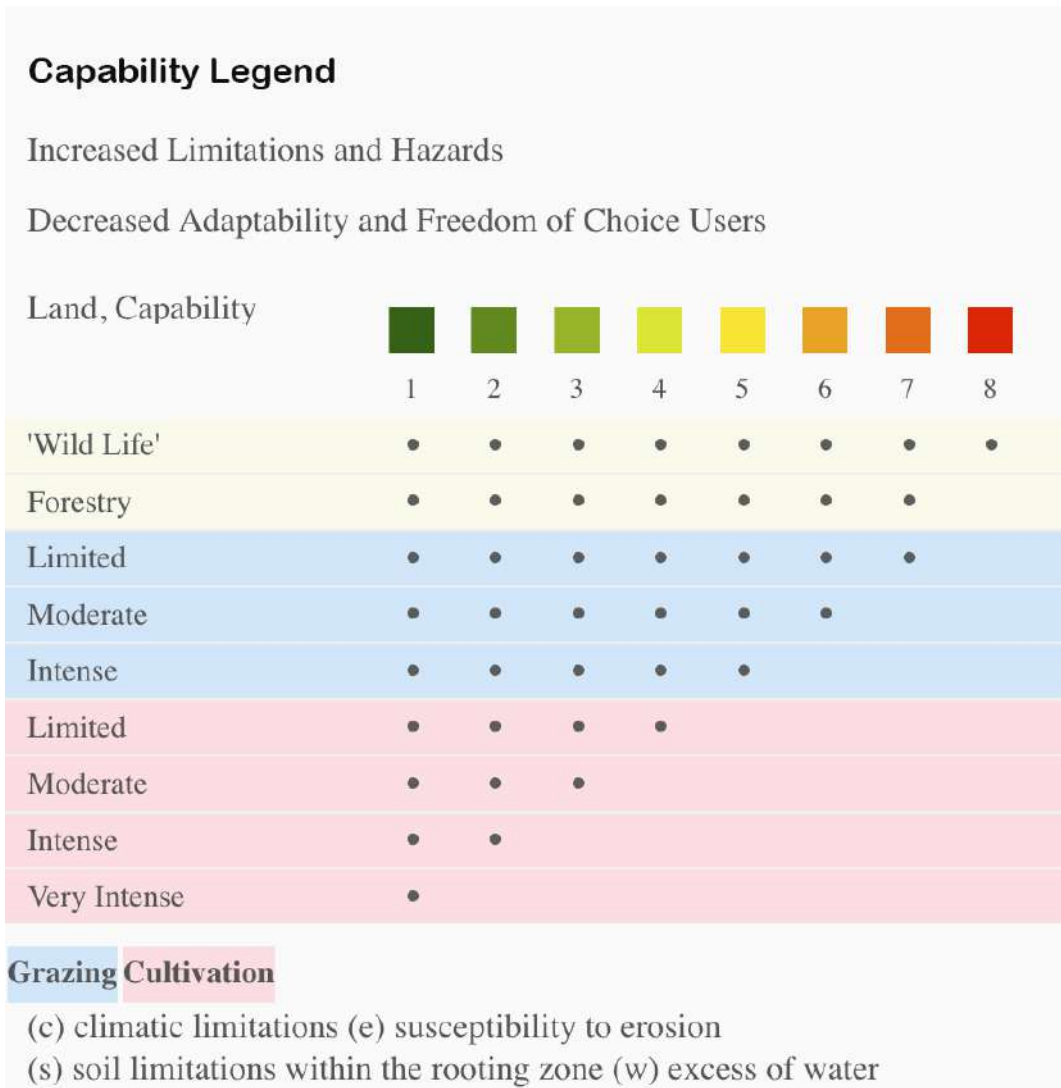 Capability Legend
Increased Limitations and Hazards
Decreased Adaptability and Freedom of Choice Users
Land, Capability
1 2 3 4 5 6 7 8
'Wild Life' • • • • • • • •
Forestry • • • • • • •
Limited • • • • • • •
Moderate • • • • • •
Intense • • • • •
Limited • • • •
Moderate • • •
Intense • •
Very Intense •
Grazing Cultivation
(c) climatic limitations (e) susceptibility to erosion
(s) soil limitations within the rooting zone (w) excess of water